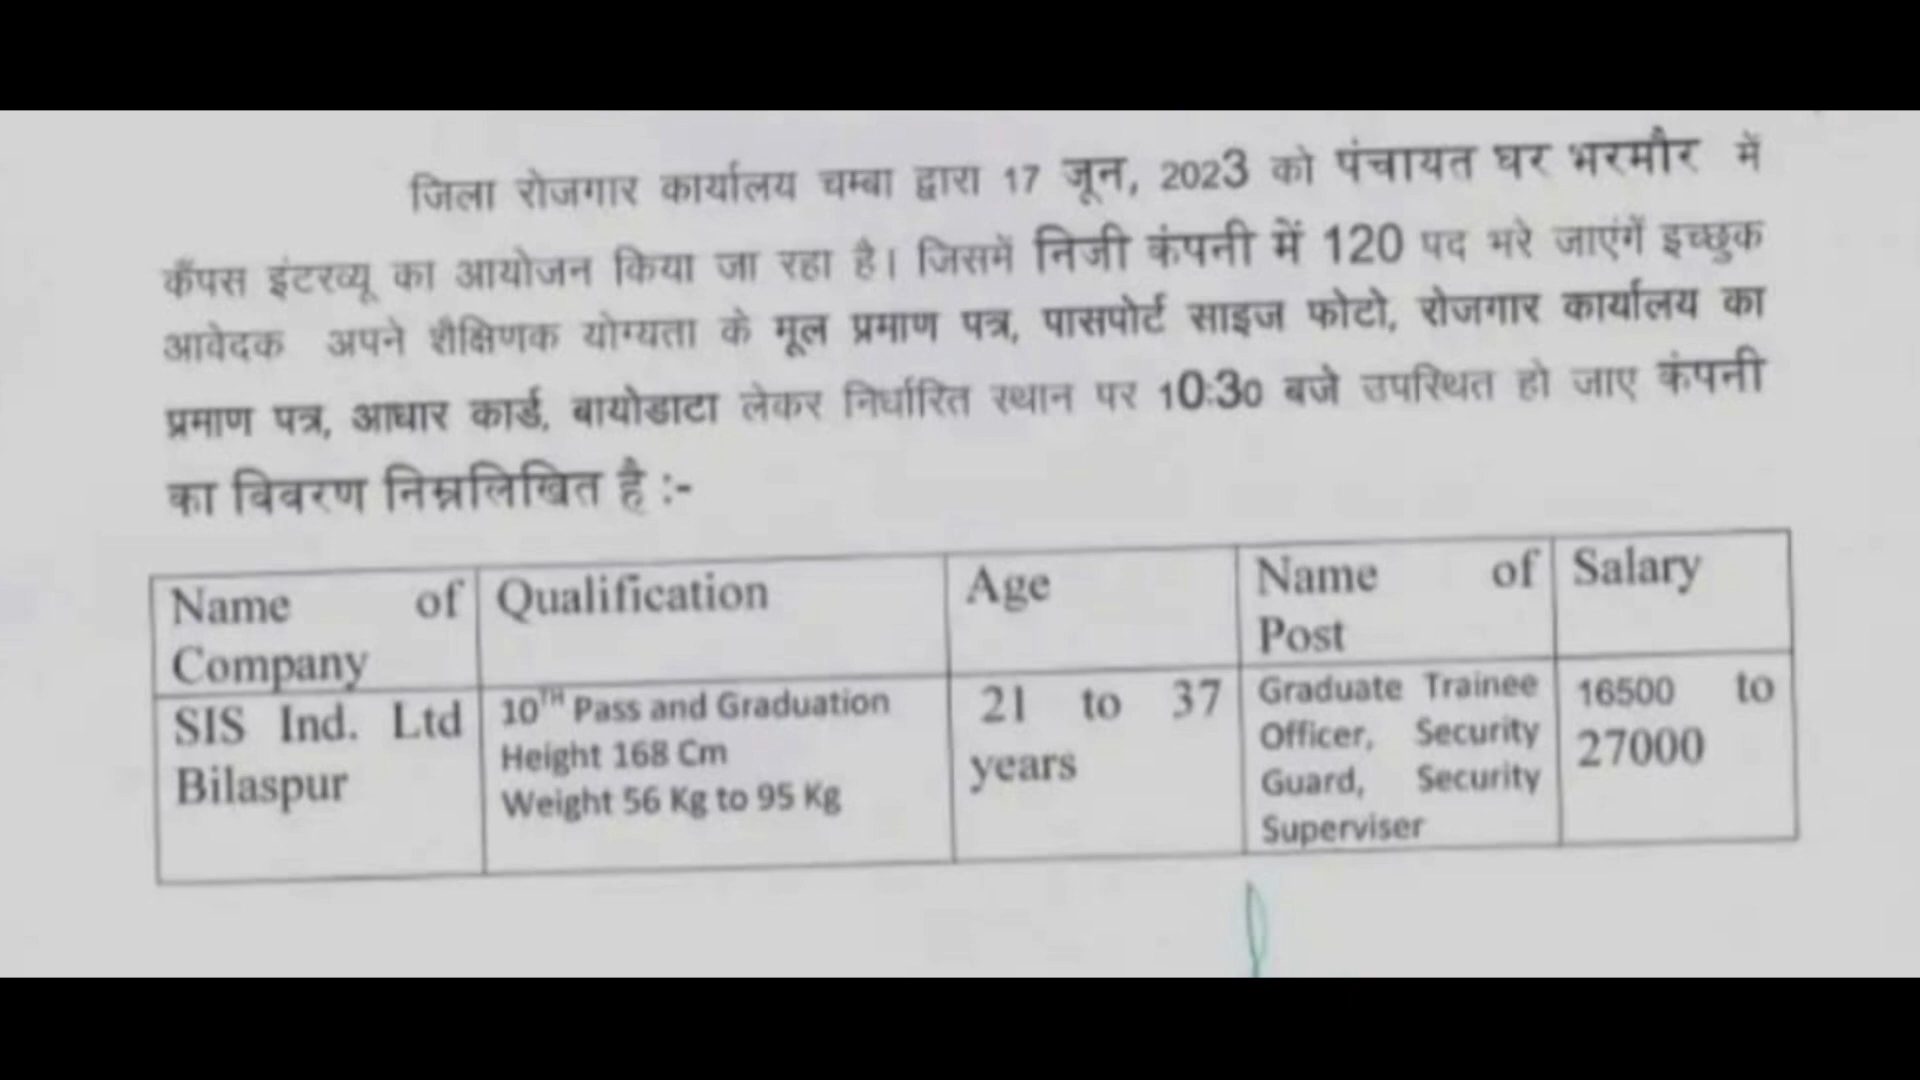 जिला रोजगार कार्यालय चम्बा द्वारा 17 जून, 2023 को पंचायत घर भरमौर में
कैंपस इंटरव्यू का आयोजन किया जा रहा है। जिसमें निजी कंपनी में 120 पद भरे जाएंगें इच्छुक
आवेदक अपने शैक्षिणक योग्यता के मूल प्रमाण पत्र, पासपोर्ट साइज फोटो, रोजगार कार्यालय का
प्रमाण पत्र, आधार कार्ड, बायोडाटा लेकर निर्धारित स्थान पर 10:30 बजे उपस्थित हो जाए कंपनी
का विवरण निम्नलिखित है :-
Name of Company Qualification Age Name of Post Salary
SIS Ind. Ltd Bilaspur
10TH Pass and Graduation
Height 168 Cm
Weight 56 Kg to 95 Kg
21 to 37
years
Graduate Trainee
Officer, Security
Guard, Security
Superviser
16500 to
27000